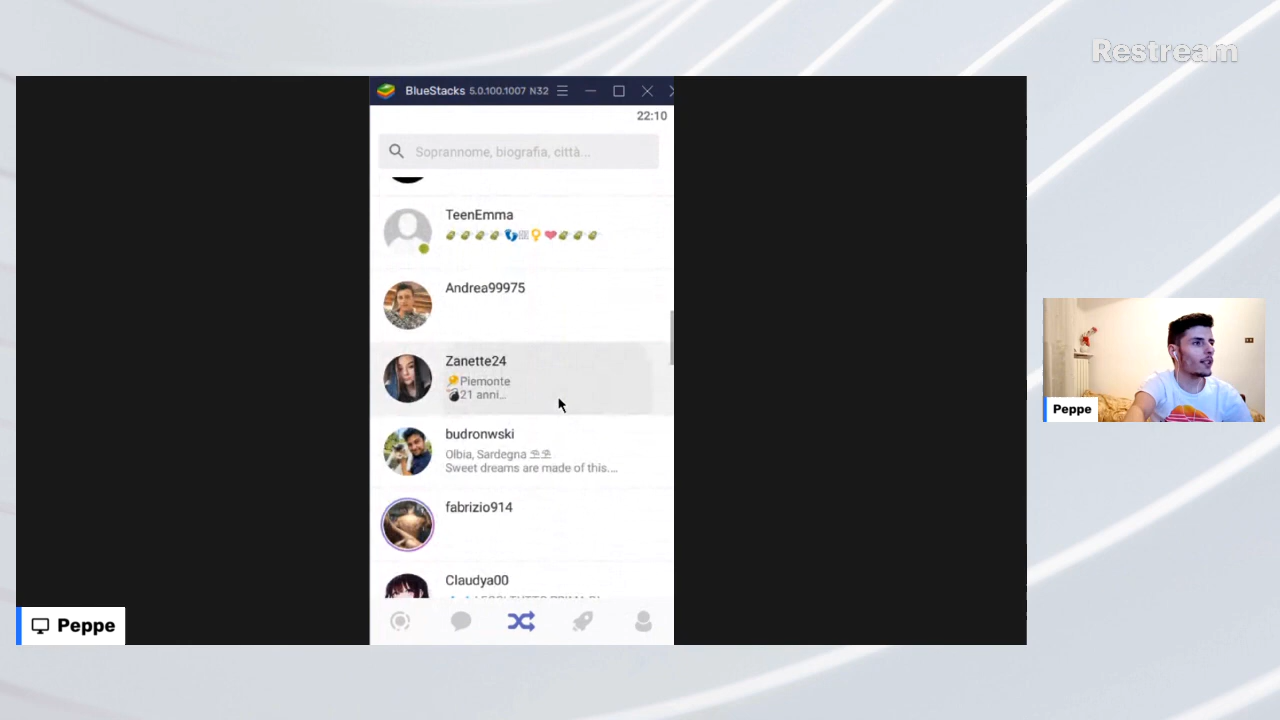 Restream
BlueStacks 5.0.100.1007 N32
22:10
Soprannome, biografia, città...
TeenEmma
Andrea99975
Zanette24
🔑Piemonte
💣21 anni...
budronwski
Olbia, Sardegna
Sweet dreams are made of this....
fabrizio914
Claudya00
Peppe
Peppe